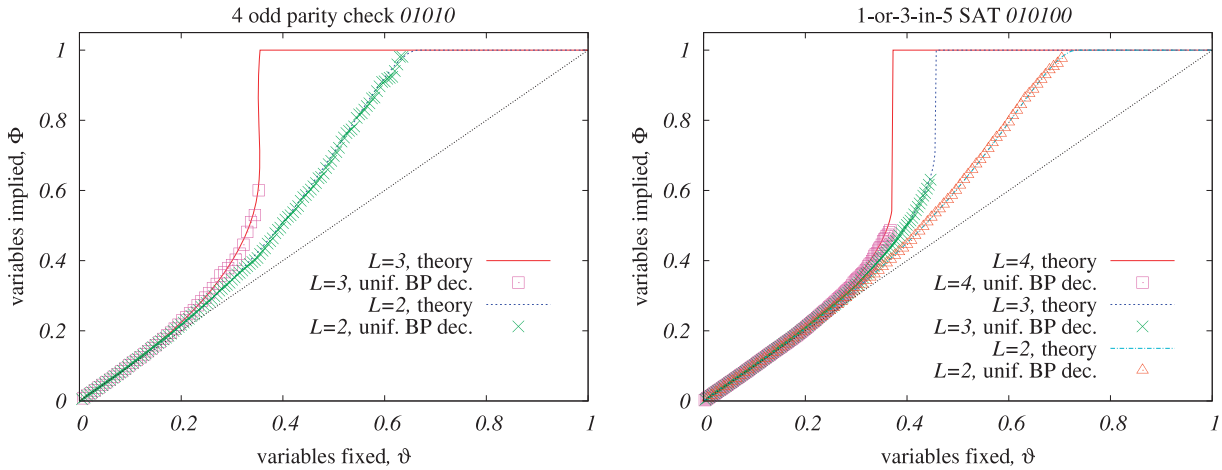 4 odd parity check 01010
variables implied, Φ
1
0.8
0.6
0.4
0.2
0
0
0.2
0.4
0.6
0.8
1
variables fixed, ϑ
L=3, theory
L=3, unif. BP dec.
L=2, theory
L=2, unif. BP dec.
1-or-3-in-5 SAT 010100
variables implied, Φ
1
0.8
0.6
0.4
0.2
0
0
0.2
0.4
0.6
0.8
1
variables fixed, ϑ
L=4, theory
L=4, unif. BP dec.
L=3, theory
L=3, unif. BP dec.
L=2, theory
L=2, unif. BP dec.